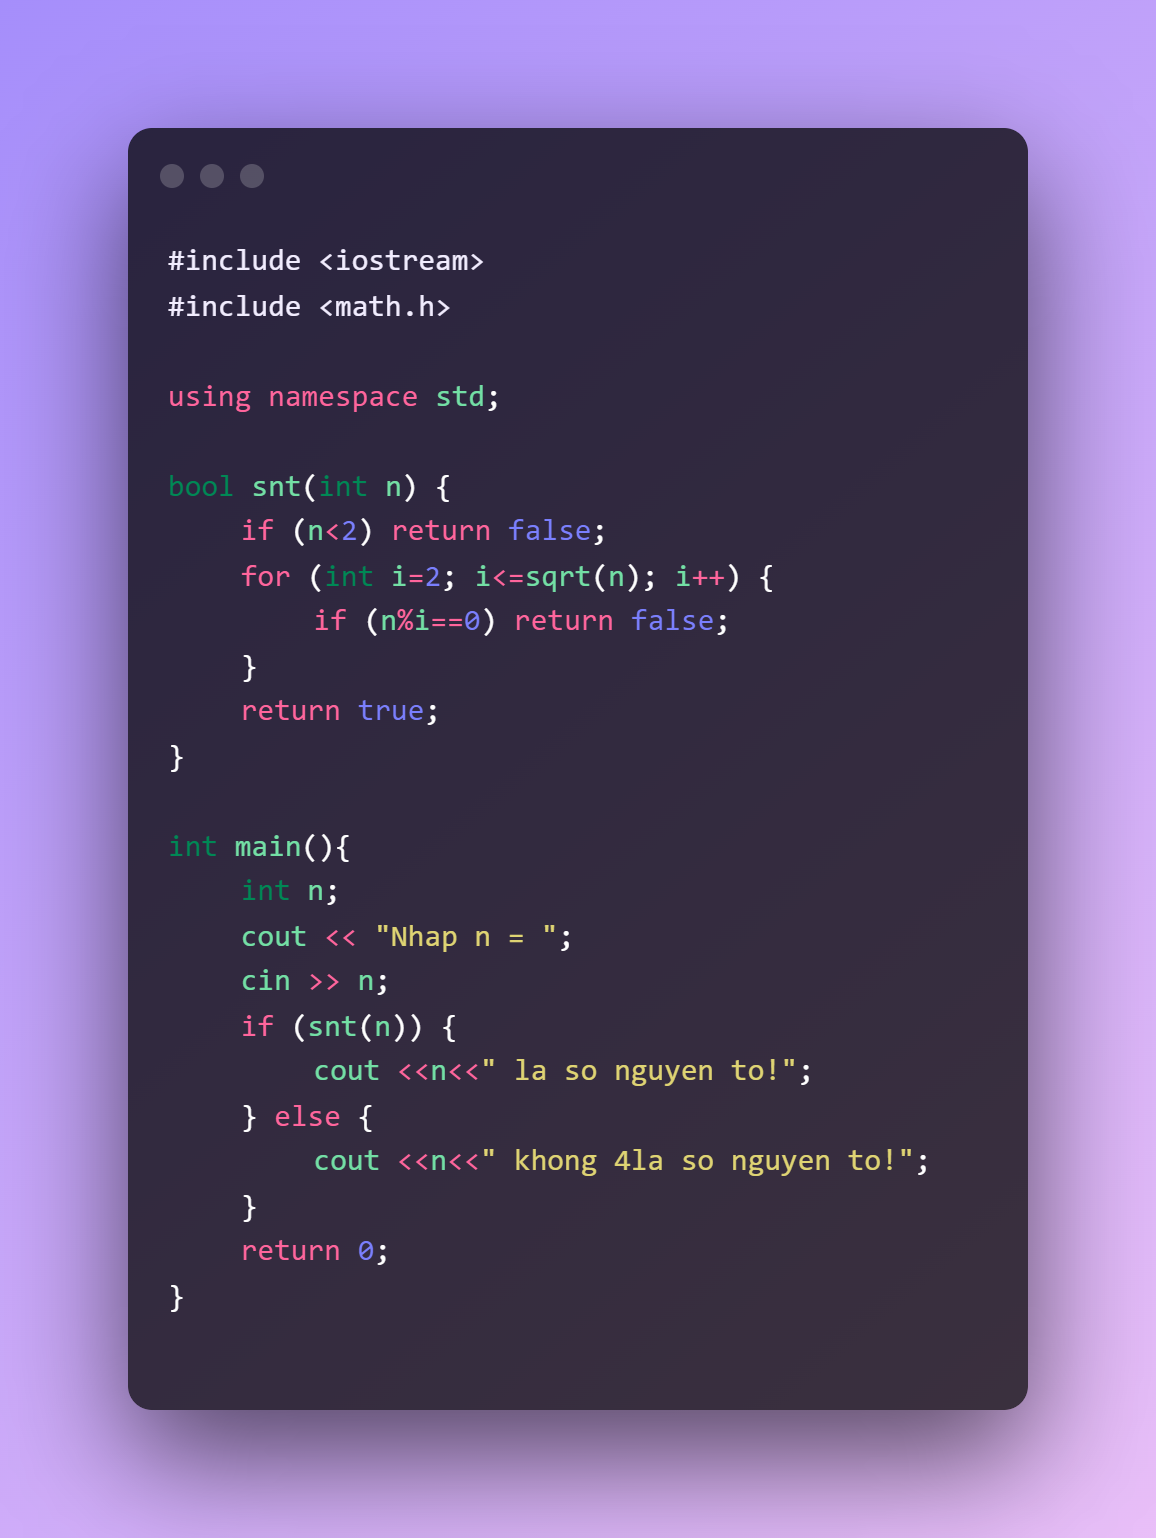 #include <iostream>
#include <math.h>
using namespace std;
bool snt(int n) {
if (n<2) return false;
for (int i=2; i<=sqrt(n); i++) {
if (n%i==0) return false;
}
return true;
}
int main(){
int n;
cout << "Nhap n = ";
cin >> n;
if (snt(n)) {
cout <<n<<" la so nguyen to!";
} else {
cout <<n<<" khong 4la so nguyen to!";
}
return 0;
}